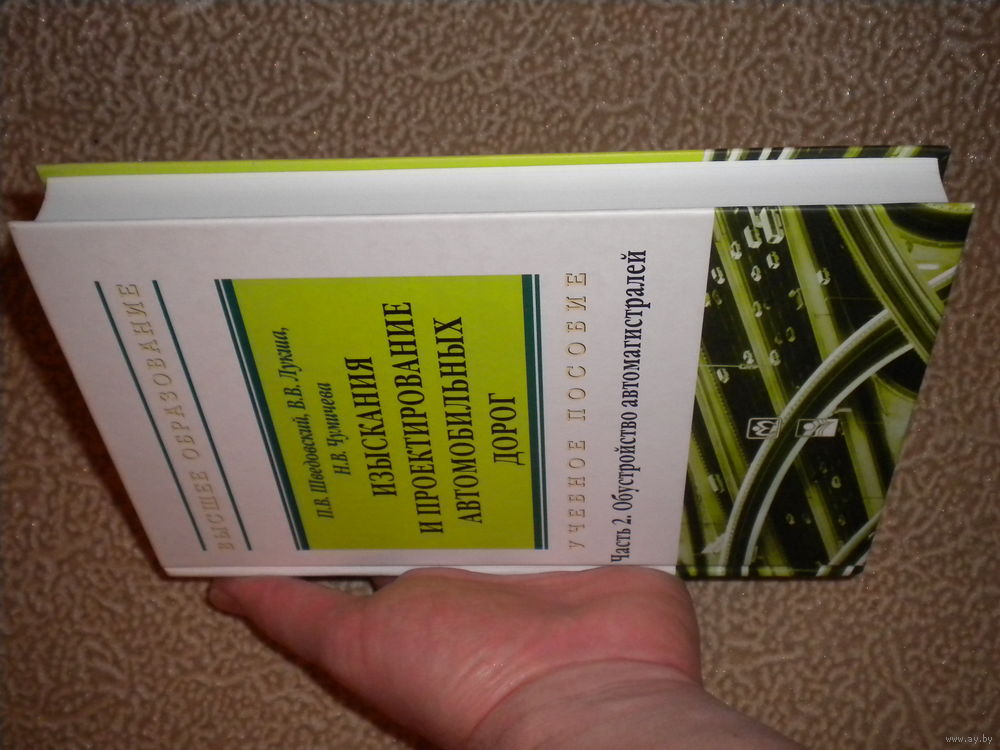 ВЫСШЕЕ ОБРАЗОВАНИЕ
П.В. Шведовский, В.В. Лукша,
Н.В. Чумичева
ИЗЫСКАНИЯ
И ПРОЕКТИРОВАНИЕ
АВТОМОБИЛЬНЫХ
ДОРОГ
УЧЕБНОЕ ПОСОБИЕ
Часть 2. Обустройство автомагистралей
www.ay.by